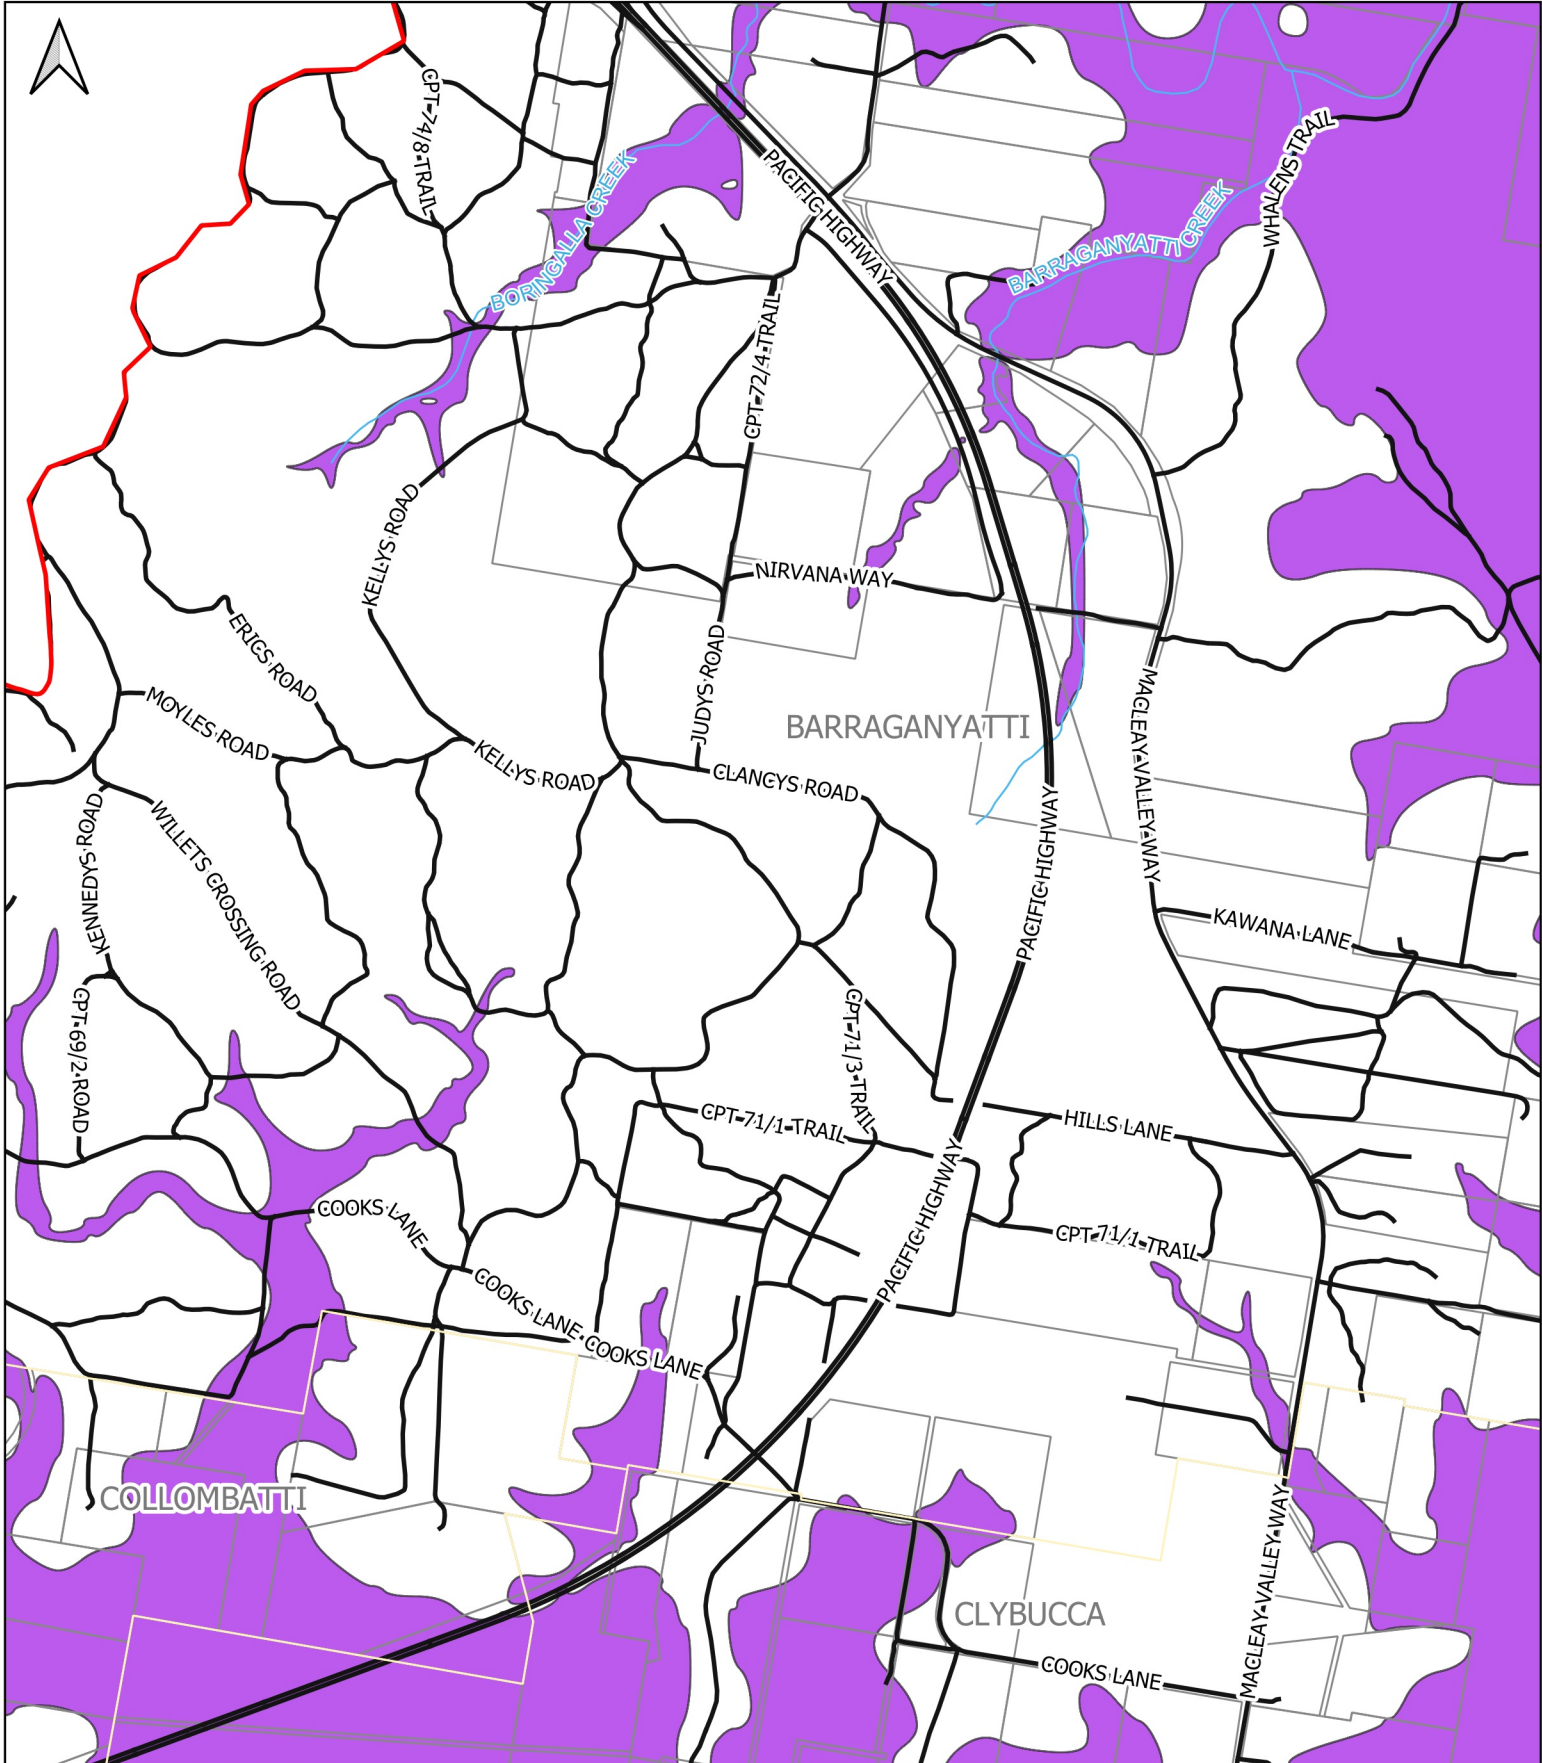 CPT-74/8-TRAIL
PACIFIC HIGHWAY
WHALENS TRAIL
BORINGALLA CREEK
BARRAGANYATTI CREEK
CPT-72/4-TRAIL
KELLYS ROAD
NIRVANA WAY
ERICS ROAD
MOYLES ROAD
JUDYS ROAD
BARRAGANYATTI
KELLYS ROAD
CLANCYS ROAD
MACLEAY-VALLEY-WAY
KENNEDYS-ROAD
WILLETS CROSSING ROAD
PACIFIC-HIGHWAY
KAWANA LANE
CPT-69/2-ROAD
CPT-71/3-TRAIL
CPT-71/1-TRAIL
HILLS LANE
COOKS LANE
PACIFIC-HIGHWAY
CPT-71/1-TRAIL
COOKS LANE
COOKS LANE
COLLOMBATTI
CLYBUCCA
MACLEAY-VALLEY-WAY
COOKS LANE